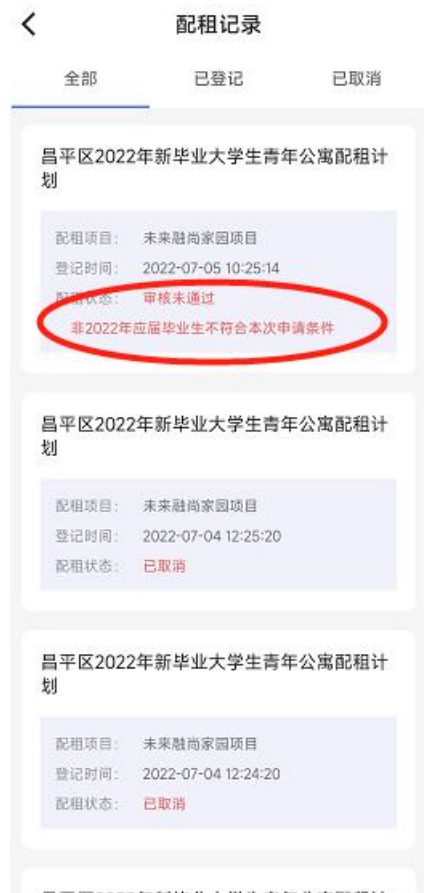 配租记录
全部 已登记 已取消
昌平区2022年新毕业大学生青年公寓配租计
划
配租项目： 未来融尚家园项目
登记时间： 2022-07-05 10:25:14
配租状态： 审核未通过
非2022年应届毕业生不符合本次申请条件
昌平区2022年新毕业大学生青年公寓配租计
划
配租项目： 未来融尚家园项目
登记时间： 2022-07-04 12:25:20
配租状态： 已取消
昌平区2022年新毕业大学生青年公寓配租计
划
配租项目： 未来融尚家园项目
登记时间： 2022-07-04 12:24:20
配租状态： 已取消